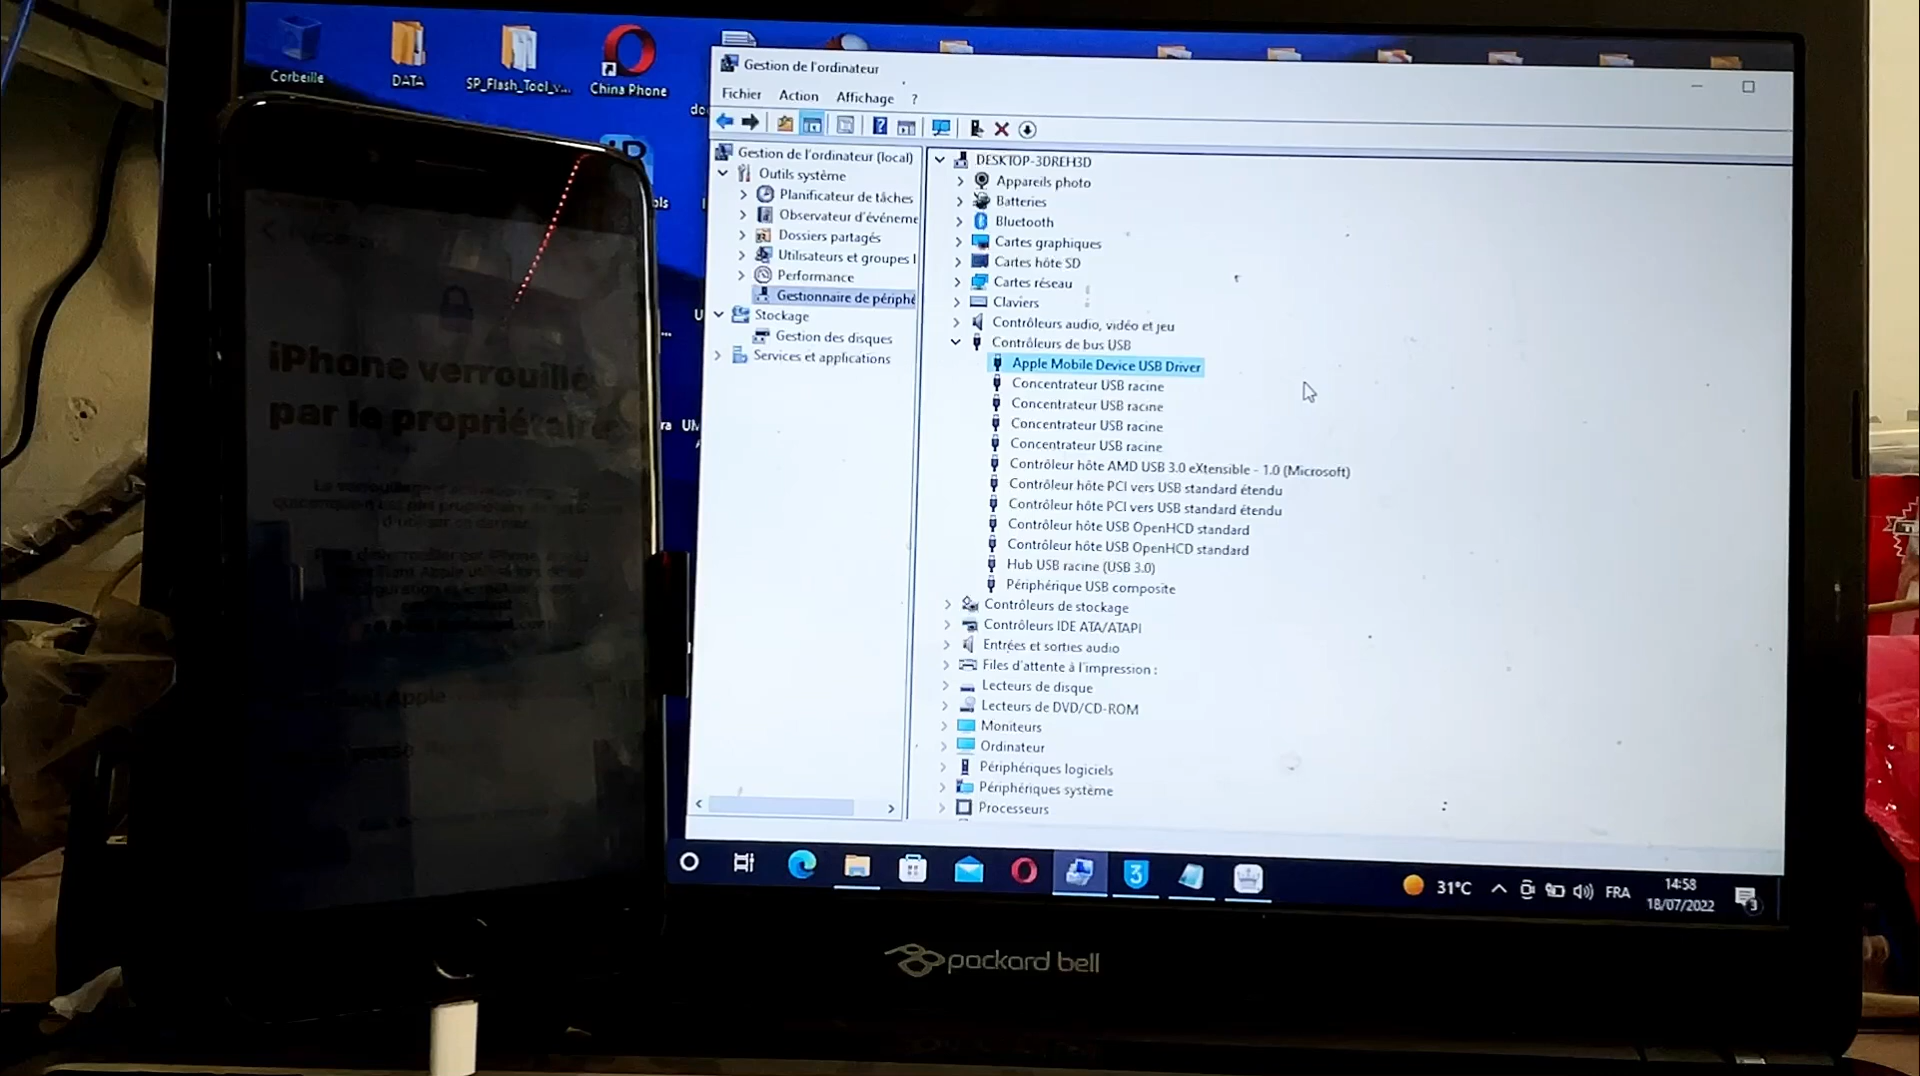 Corbeille
DATA
SP_Flash_Tool_v...
China Phone
Gestion de l'ordinateur
Fichier Action Affichage ?
Gestion de l'ordinateur (local)
Outils système
Planificateur de tâches
Observateur d'événeme
Dossiers partagés
Utilisateurs et groupes l
Performance
Gestionnaire de périphé
Stockage
Gestion des disques
Services et applications
DESKTOP-3DREH3D
Appareils photo
Batteries
Bluetooth
Cartes graphiques
Cartes hôte SD
Cartes réseau
Claviers
Contrôleurs audio, vidéo et jeu
Contrôleurs de bus USB
Apple Mobile Device USB Driver
Concentrateur USB racine
Concentrateur USB racine
Concentrateur USB racine
Concentrateur USB racine
Contrôleur hôte AMD USB 3.0 eXtensible - 1.0 (Microsoft)
Contrôleur hôte PCI vers USB standard étendu
Contrôleur hôte PCI vers USB standard étendu
Contrôleur hôte USB OpenHCD standard
Contrôleur hôte USB OpenHCD standard
Hub USB racine (USB 3.0)
Périphérique USB composite
Contrôleurs de stockage
Contrôleurs IDE ATA/ATAPI
Entrées et sorties audio
Files d'attente à l'impression :
Lecteurs de disque
Lecteurs de DVD/CD-ROM
Moniteurs
Ordinateur
Périphériques logiciels
Périphériques système
Processeurs
iPhone verrouillé
par le propriétaire
Apple
31°C
FRA
14:58
18/07/2022
3
packard bell